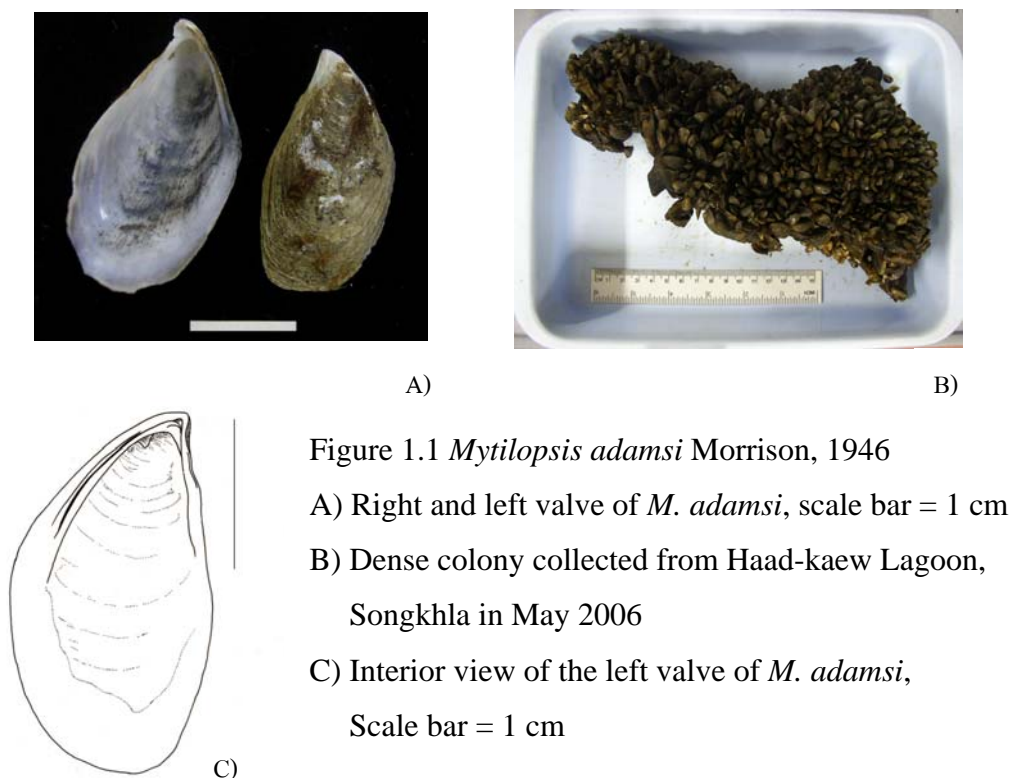 A)
B)
Figure 1.1 Mytilopsis adamsi Morrison, 1946
A) Right and left valve of M. adamsi, scale bar = 1 cm
B) Dense colony collected from Haad-kaew Lagoon,
Songkhla in May 2006
C) Interior view of the left valve of M. adamsi,
Scale bar = 1 cm
C)